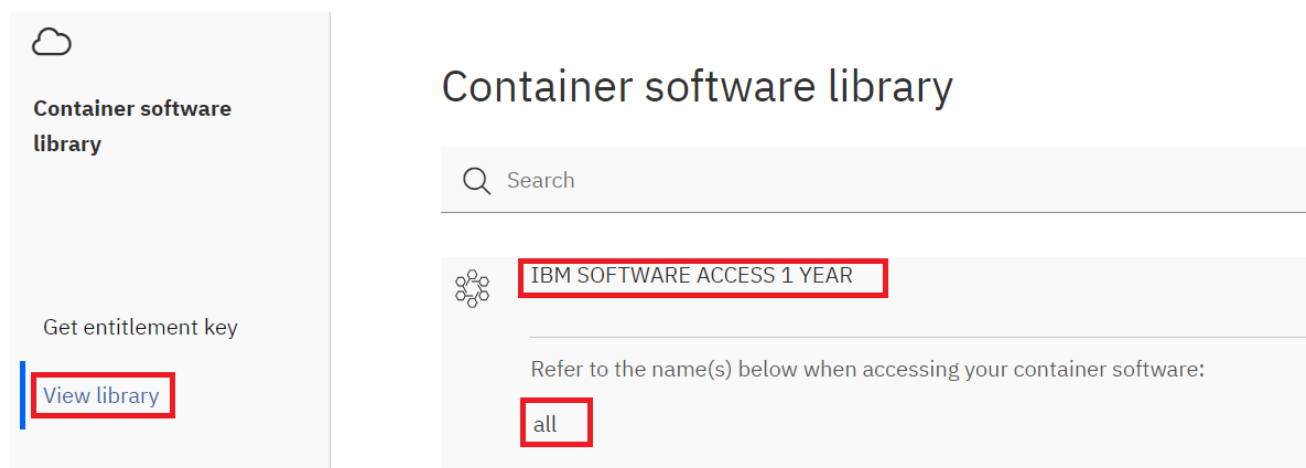 Container software
library
Get entitlement key
View library
Container software library
Search
IBM SOFTWARE ACCESS 1 YEAR
Refer to the name(s) below when accessing your container software:
all